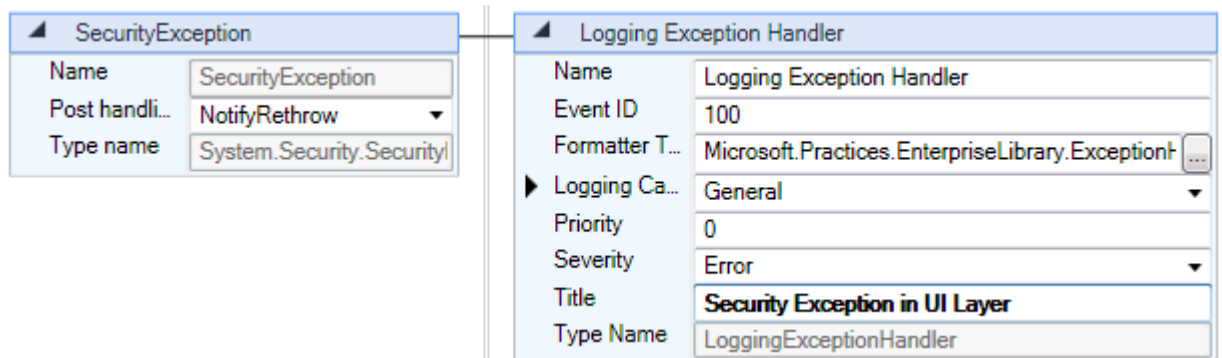 SecurityException
Name SecurityException
Post handli... NotifyRethrow
Type name System.Security.Security
Logging Exception Handler
Name Logging Exception Handler
Event ID 100
Formatter T... Microsoft.Practices.EnterpriseLibrary.ExceptionH ...
Logging Ca... General
Priority 0
Severity Error
Title Security Exception in UI Layer
Type Name LoggingExceptionHandler